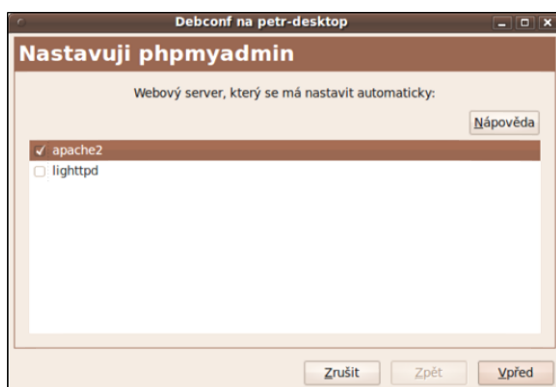 Debconf na petr-desktop
Nastavuji phpmyadmin
Webový server, který se má nastavit automaticky:
Nápověda
apache2
lighttpd
Zrušit Zpět Vpřed